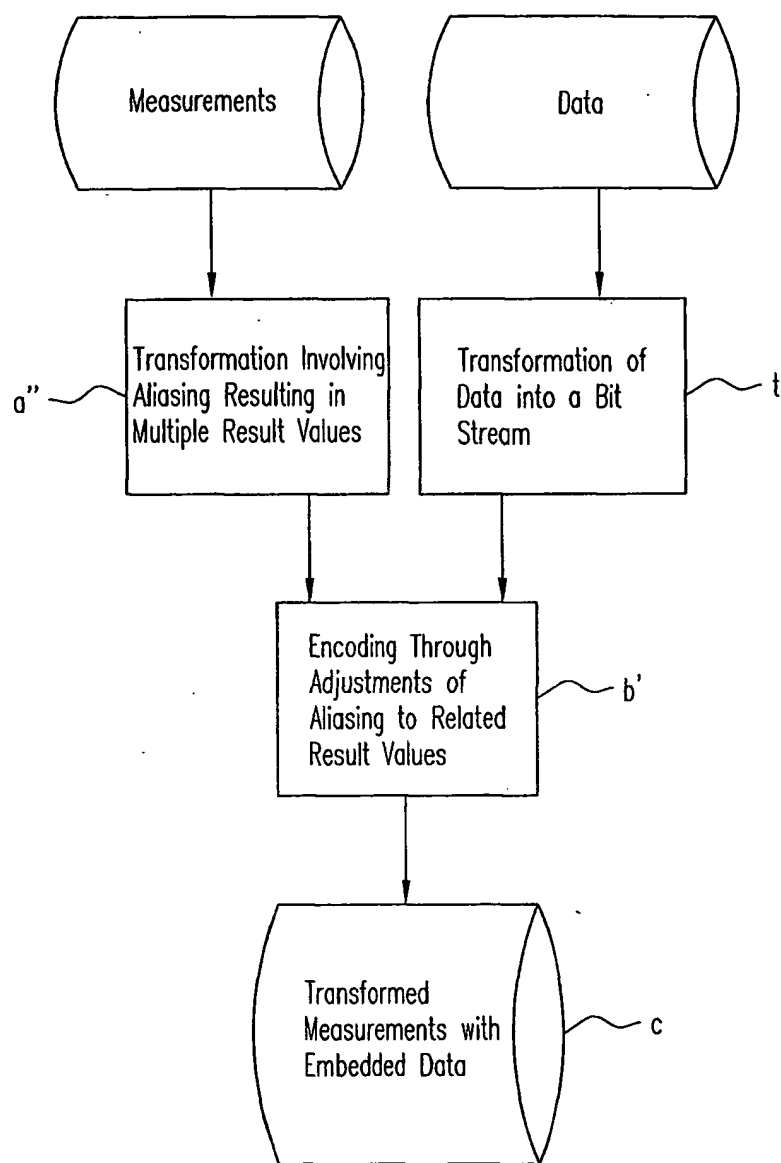 Measurements
Data
Transformation Involving
Aliasing Resulting in
Multiple Result Values
a''
Transformation of
Data into a Bit
Stream
t
Encoding Through
Adjustments of
Aliasing to Related
Result Values
b'
Transformed
Measurements with
Embedded Data
c